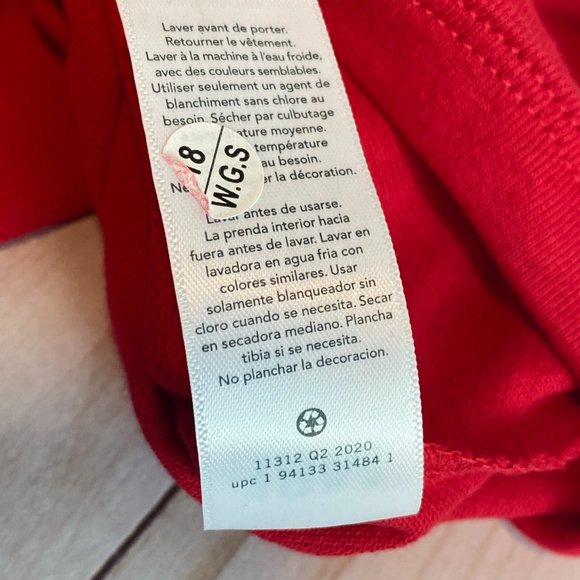 Laver avant de porter.
Retourner le vêtement.
Laver à la machine à l'eau froide,
avec des couleurs semblables.
Utiliser seulement un agent de
blanchiment sans chlore au
besoin. Sécher par culbutage
moyenne.
température
au besoin.
la décoration.
18
W.G.S
Laver antes de usarse.
La prenda interior hacia
fuera antes de lavar. Lavar en
lavadora en agua fria con
colores similares. Usar
solamente blanqueador sin
cloro cuando se necesita. Secar
en secadora mediano. Plancha
tibia si se necesita.
No planchar la decoracion.
11312 Q2 2020
upc 1 94133 31484 1